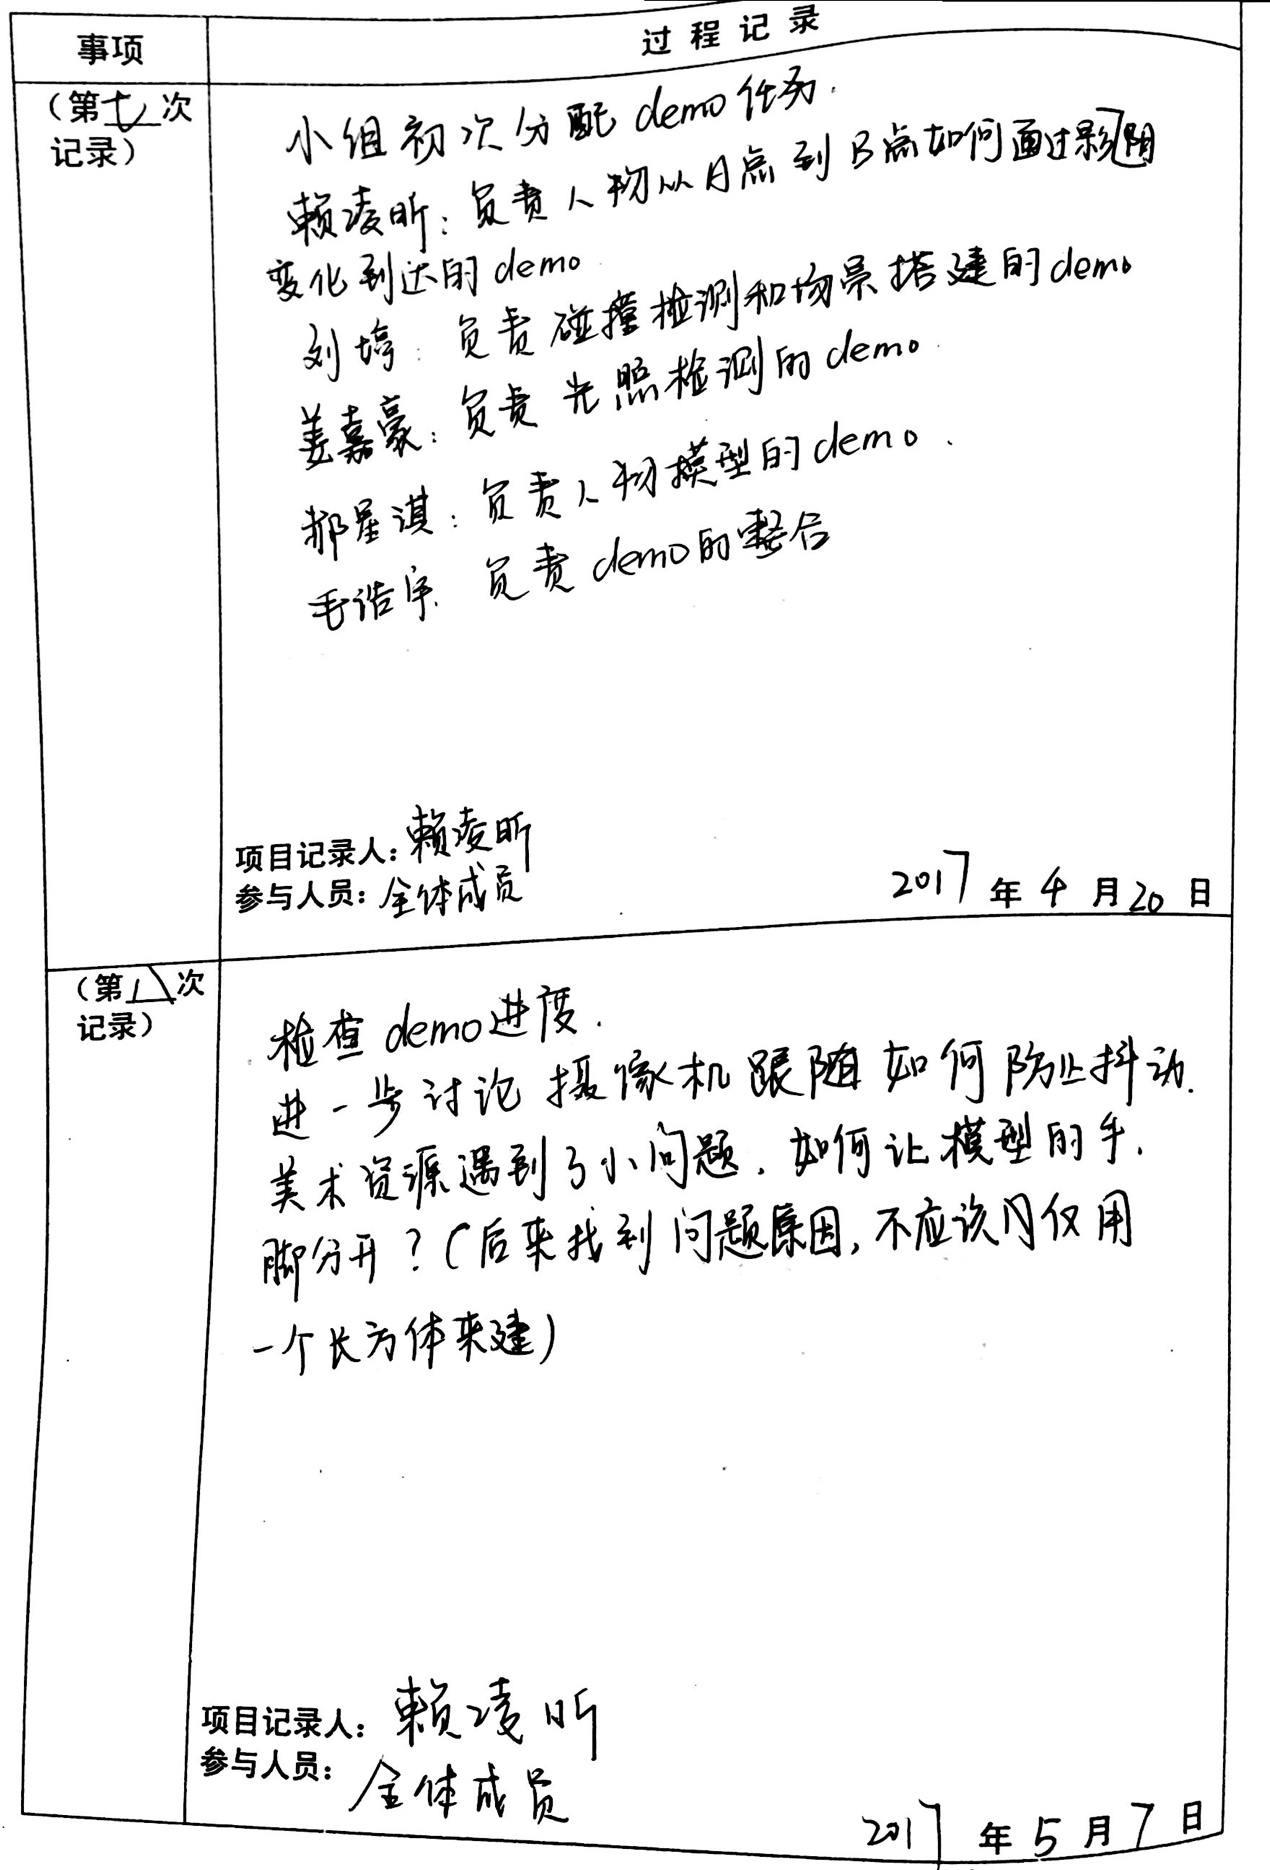 事项
过程记录
(第七次
记录)
小组初次分配demo任务.
赖凌昕:负责人物从A点到B点如何通过影阴
变化到达的demo
刘婷:负责碰撞检测和场景搭建的demo
姜嘉豪:负责光照检测的demo
郝星淇:负责人物模型的demo.
毛浩宇.负责demo的整合
项目记录人:赖凌昕
参与人员:全体成员
2017年4月20日
(第八次
记录)
检查demo进度.
进一步讨论摄像机跟随如何防止抖动.
美术资源遇到了小问题.如何让模型的手.
脚分开?(后来找到问题原因,不应该仅用
一个长方体来建)
项目记录人:赖凌昕
参与人员:全体成员
2017年5月7日